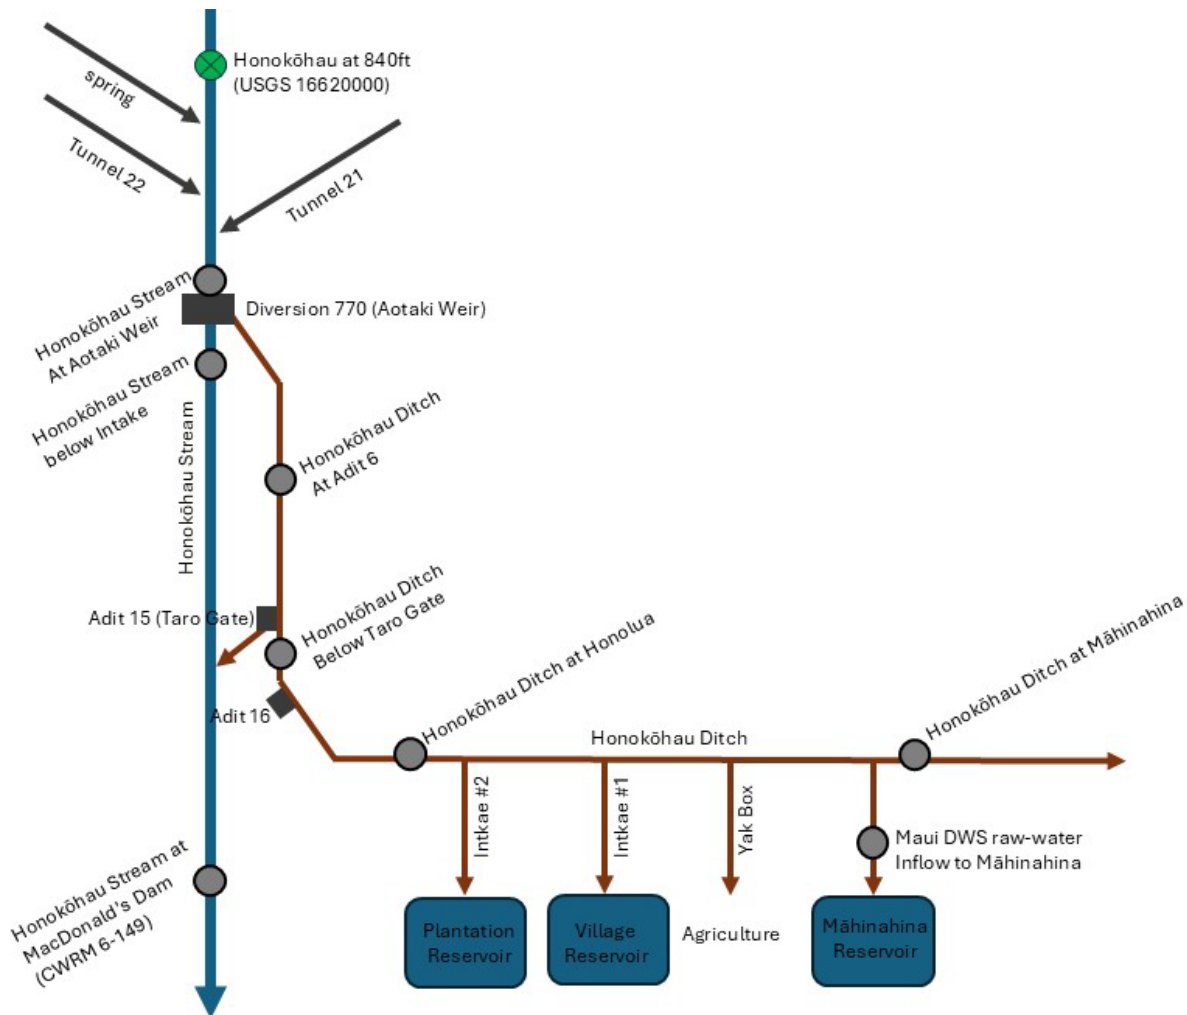 Honokōhau at 840ft
(USGS 16620000)
spring
Tunnel 22
Tunnel 21
Honokōhau Stream
At Aotaki Weir
Diversion 770 (Aotaki Weir)
Honokōhau Stream
below Intake
Honokōhau Stream
Honokōhau Ditch
At Adit 6
Adit 15 (Taro Gate)
Honokōhau Ditch
Below Taro Gate
Adit 16
Honokōhau Ditch at Honolua
Honokōhau Ditch
Honokōhau Ditch at Māhinahina
Intkae #2
Intkae #1
Yak Box
Maui DWS raw-water
Inflow to Māhinahina
Honokōhau Stream at
MacDonald's Dam
(CWRM 6-149)
Plantation
Reservoir
Village
Reservoir
Agriculture
Māhinahina
Reservoir